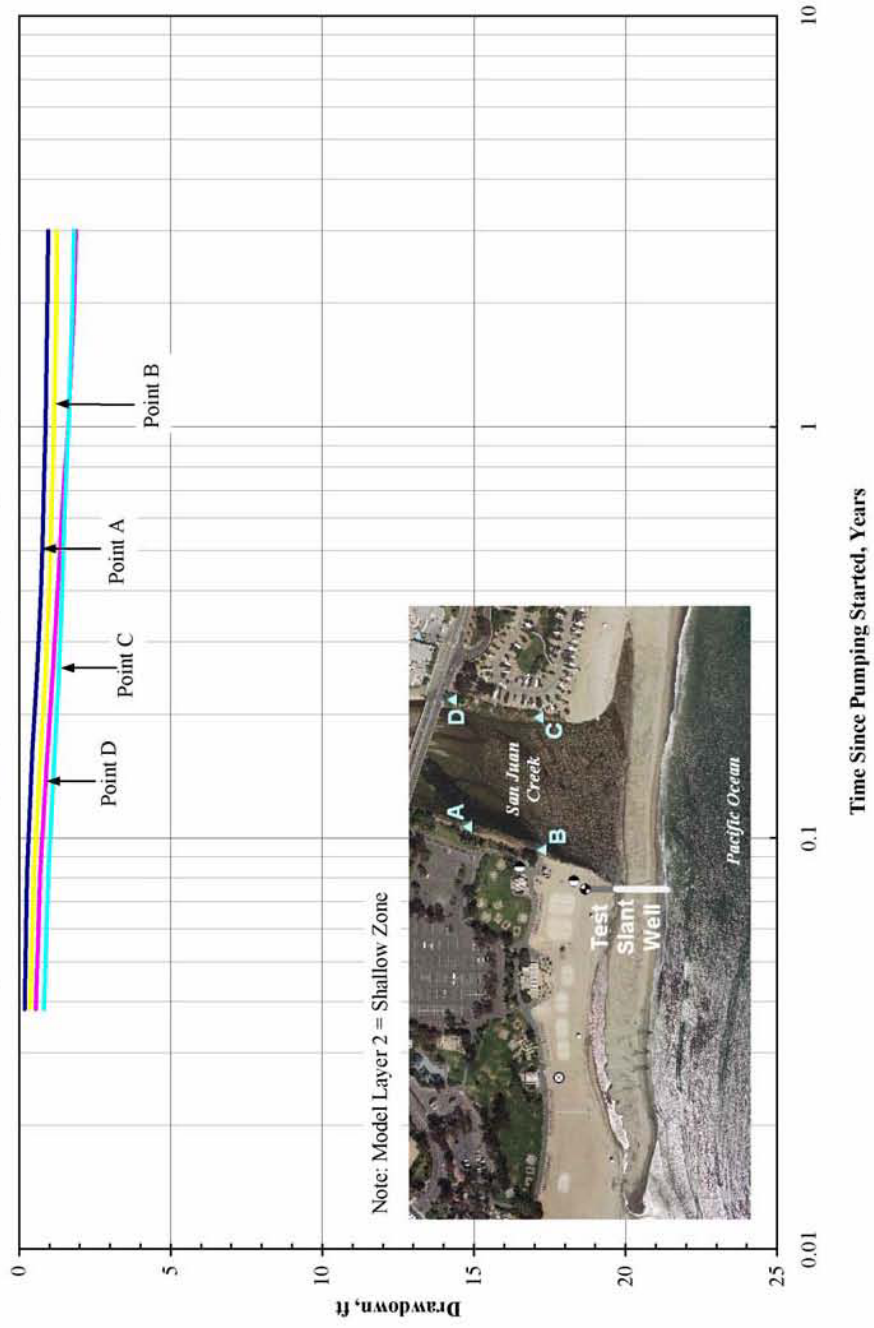 0
5
10
15
20
25
Drawdown, ft
0.01
0.1
1
10
Time Since Pumping Started, Years
Point D
Point C
Point A
Point B
Note: Model Layer 2 = Shallow Zone
A
B
C
D
San Juan
Creek
Test
Slant
Well
Pacific Ocean